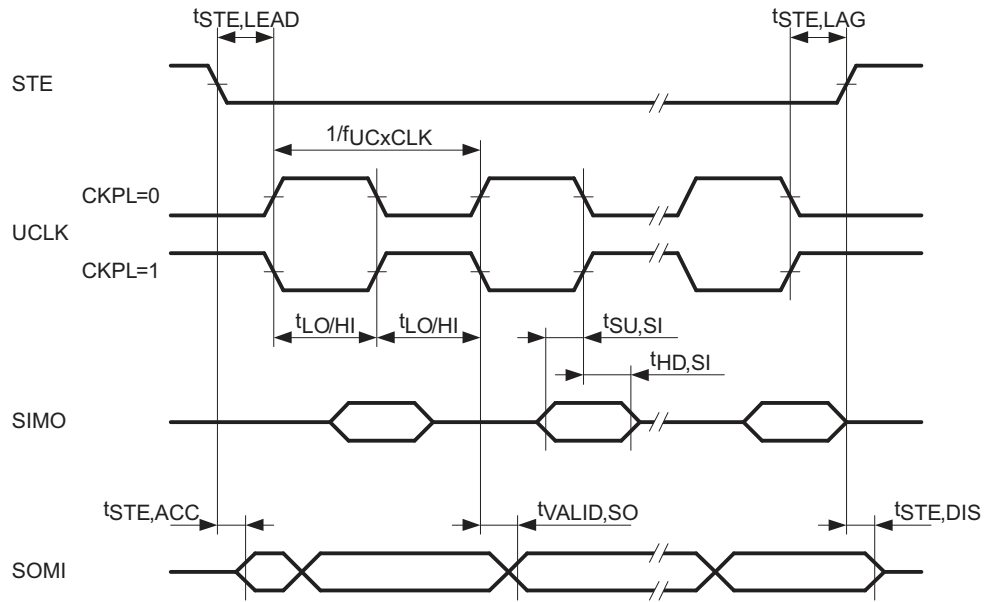 tSTE,LEAD
tSTE,LAG
STE
1/fUCxCLK
CKPL=0
UCLK
CKPL=1
tLO/HI
tLO/HI
tSU,SI
tHD,SI
SIMO
tSTE,ACC
tVALID,SO
tSTE,DIS
SOMI